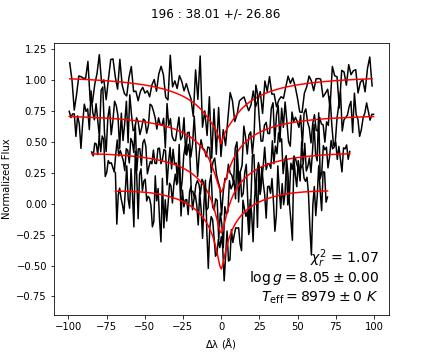 196 : 38.01 +/- 26.86
1.25
1.00
0.75
0.50
0.25
0.00
−0.25
−0.50
−0.75
Normalized Flux
χ²ᵣ = 1.07
log g = 8.05 ± 0.00
T_eff = 8979 ± 0 K
−100 −75 −50 −25 0 25 50 75 100
Δλ (Å)